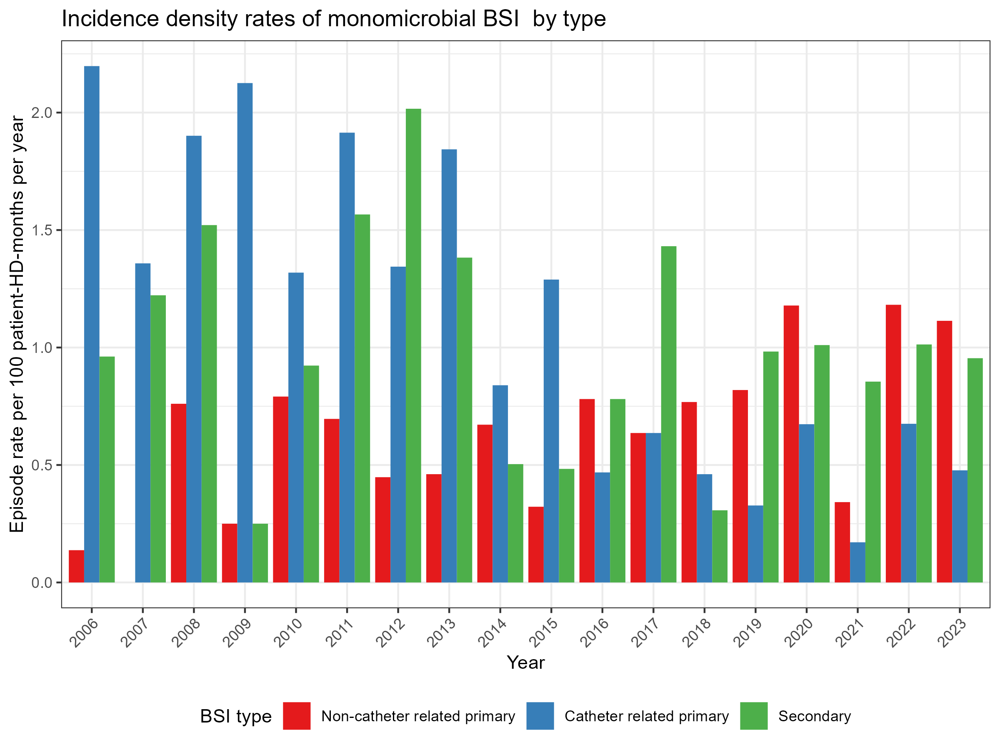 Incidence density rates of monomicrobial BSI  by type
Episode rate per 100 patient-HD-months per year
2.0
1.5
1.0
0.5
0.0
2006 2007 2008 2009 2010 2011 2012 2013 2014 2015 2016 2017 2018 2019 2020 2021 2022 2023
Year
BSI type Non-catheter related primary Catheter related primary Secondary